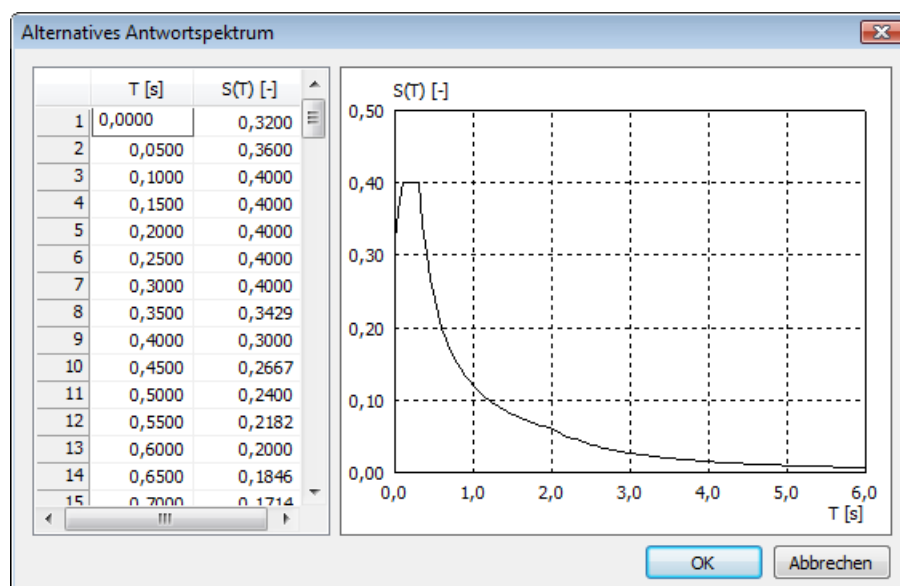 Alternatives Antwortspektrum
T [s] S(T) [-]
1 0,0000 0,3200
2 0,0500 0,3600
3 0,1000 0,4000
4 0,1500 0,4000
5 0,2000 0,4000
6 0,2500 0,4000
7 0,3000 0,4000
8 0,3500 0,3429
9 0,4000 0,3000
10 0,4500 0,2667
11 0,5000 0,2400
12 0,5500 0,2182
13 0,6000 0,2000
14 0,6500 0,1846
15 0,7000 0,1714
S(T) [-]
0,50
0,40
0,30
0,20
0,10
0,00
0,0 1,0 2,0 3,0 4,0 5,0 6,0
T [s]
OK Abbrechen